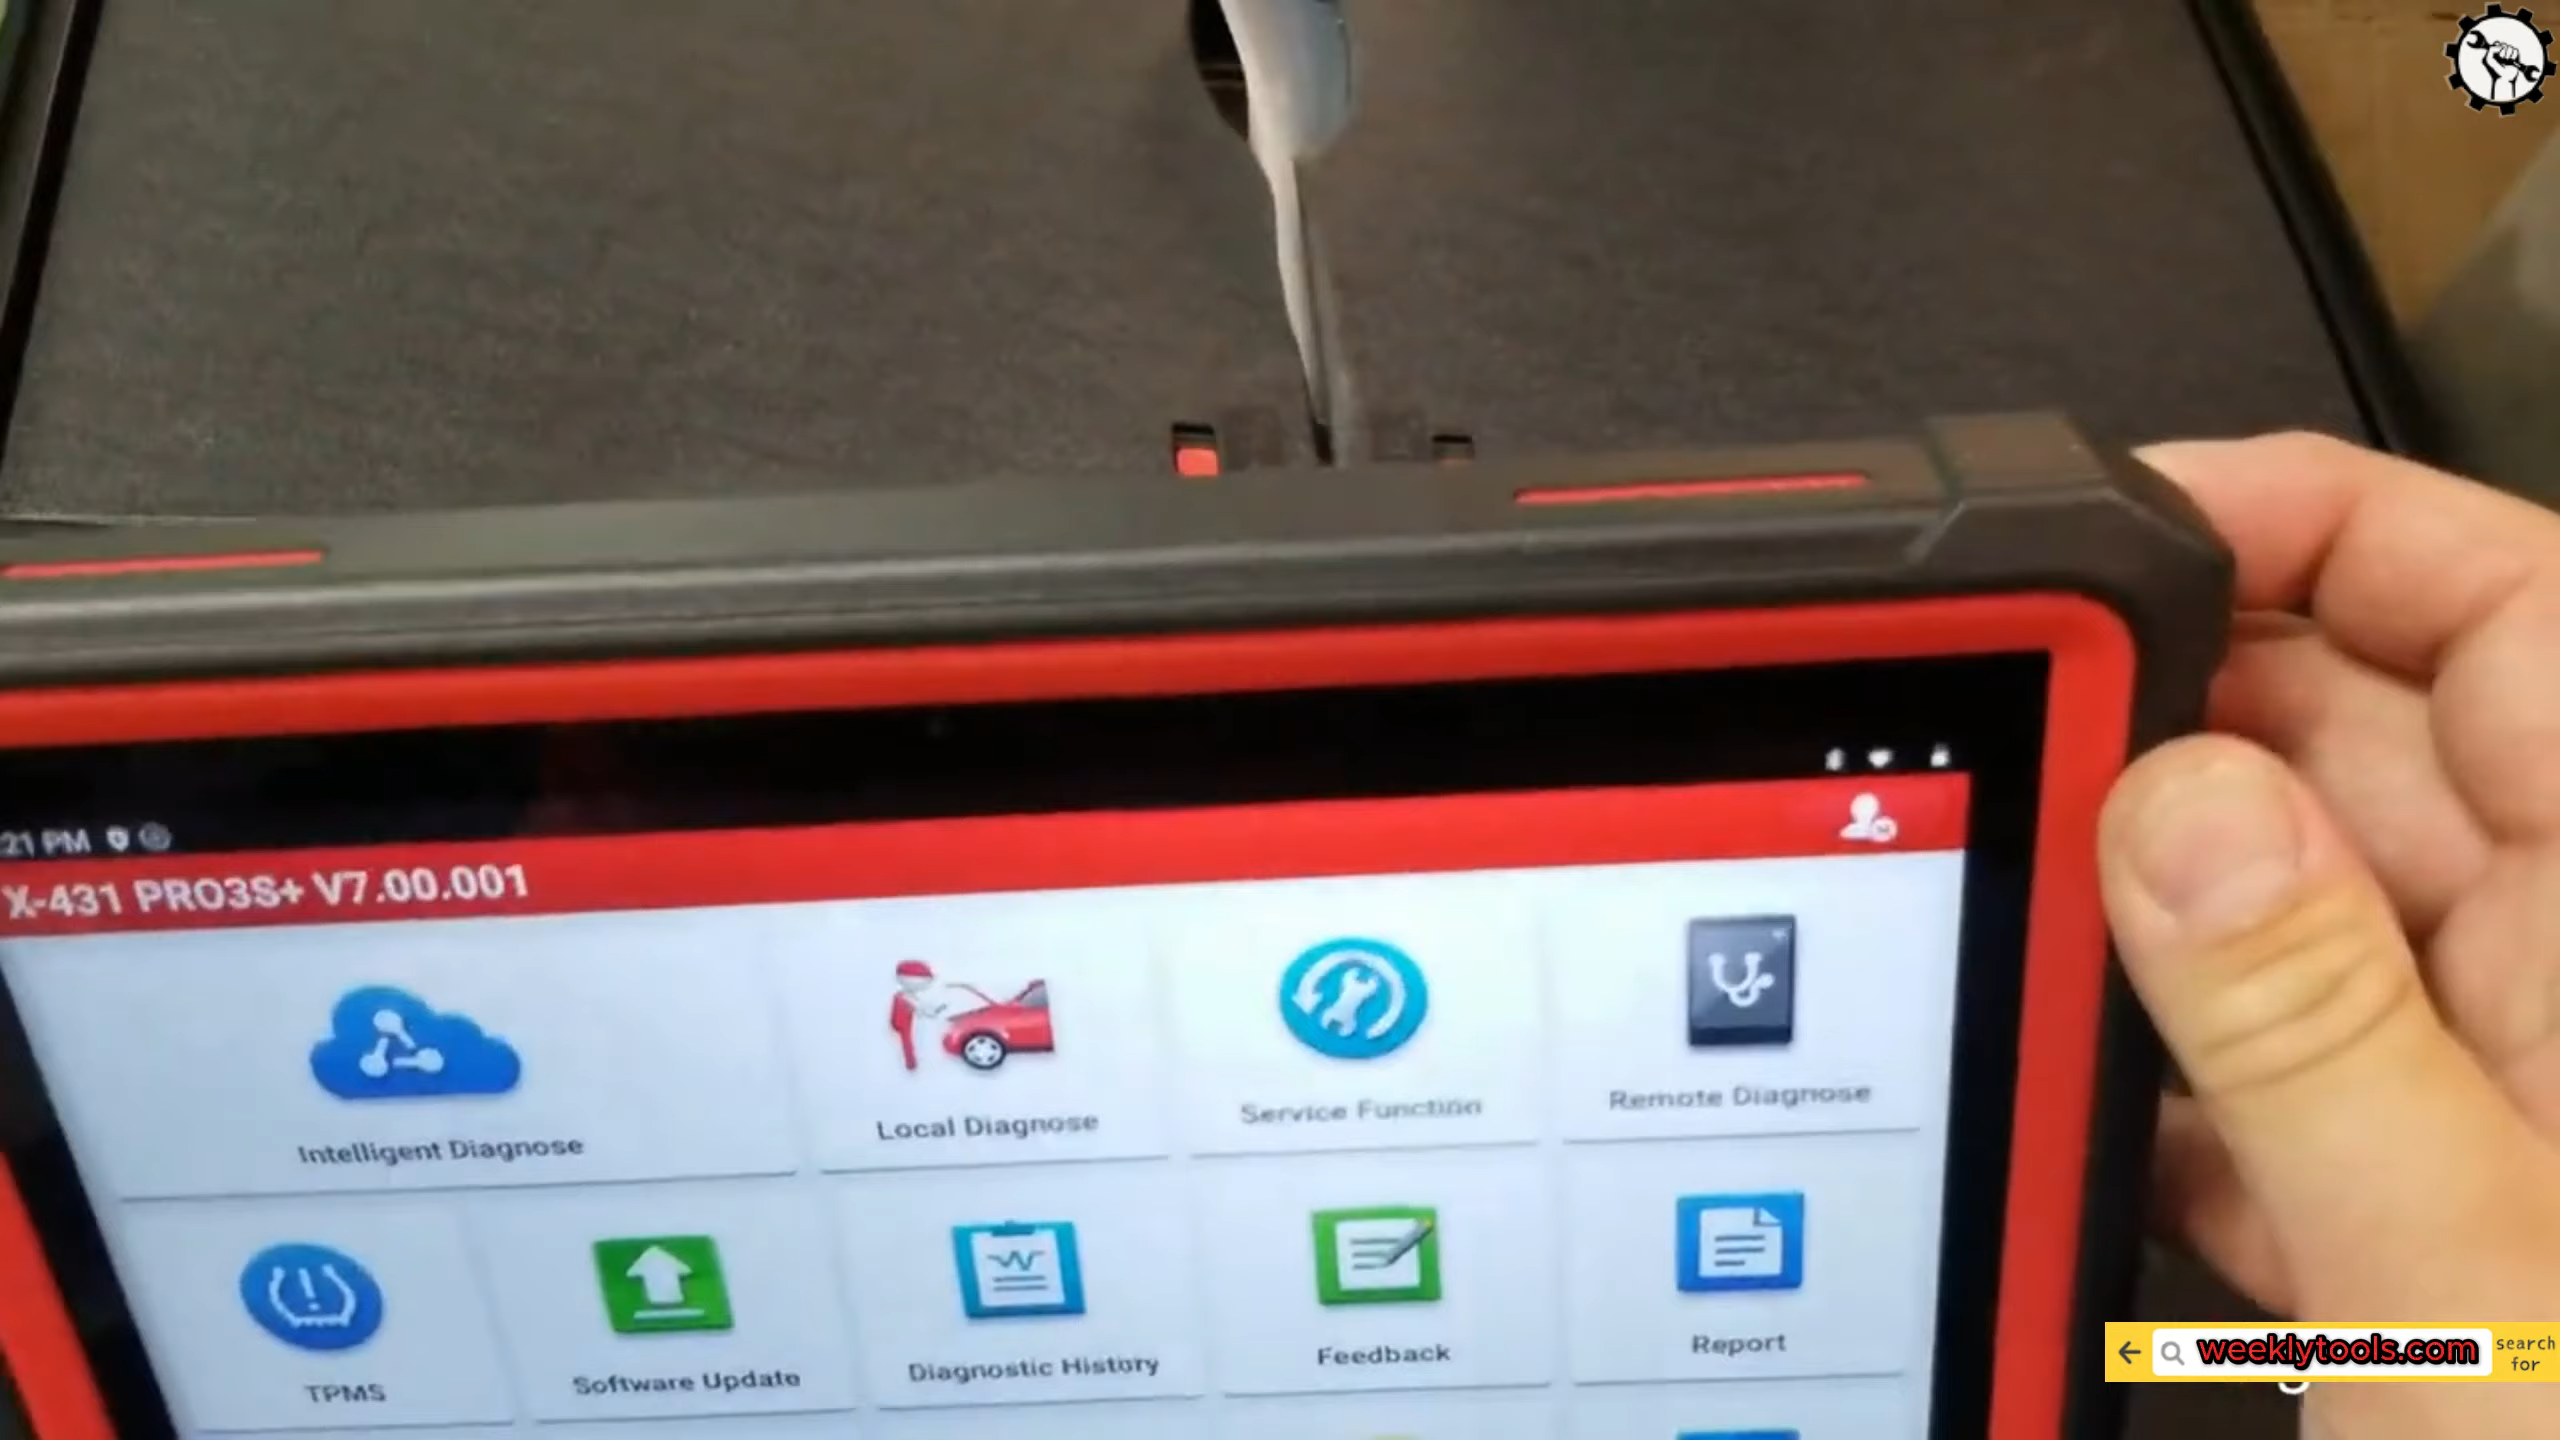 21 PM
X-431 PRO3S+ V7.00.001
Intelligent Diagnose
Local Diagnose
Service Function
Remote Diagnose
TPMS
Software Update
Diagnostic History
Feedback
Report
weeklytools.com
search
for